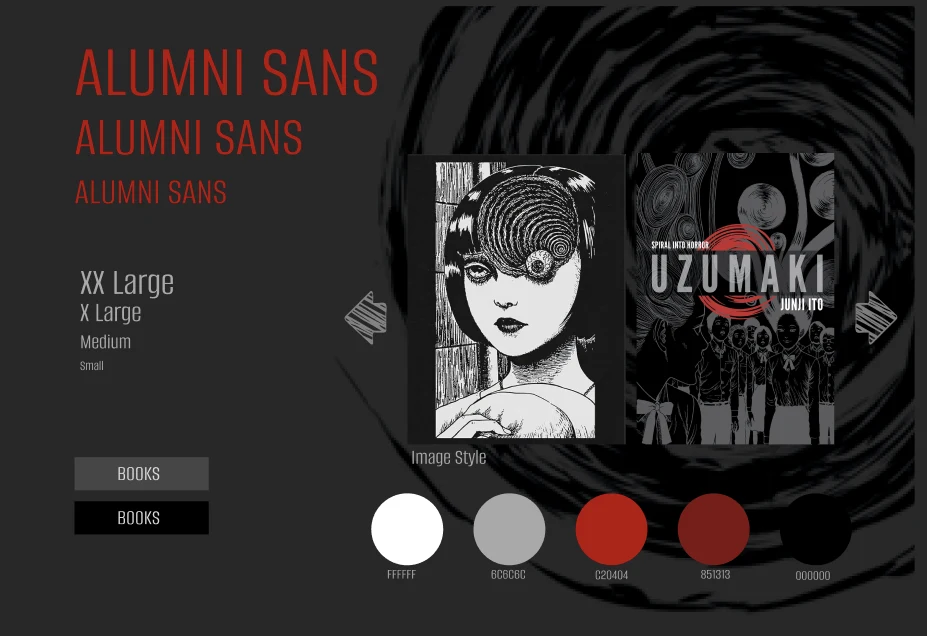 ALUMNI SANS
ALUMNI SANS
ALUMNI SANS
XX Large
X Large
Medium
Small
BOOKS
BOOKS
SPIRAL INTO HORROR
UZUMAKI
JUNJI ITO
Image Style
FFFFFF
6C6C6C
C20404
851313
000000